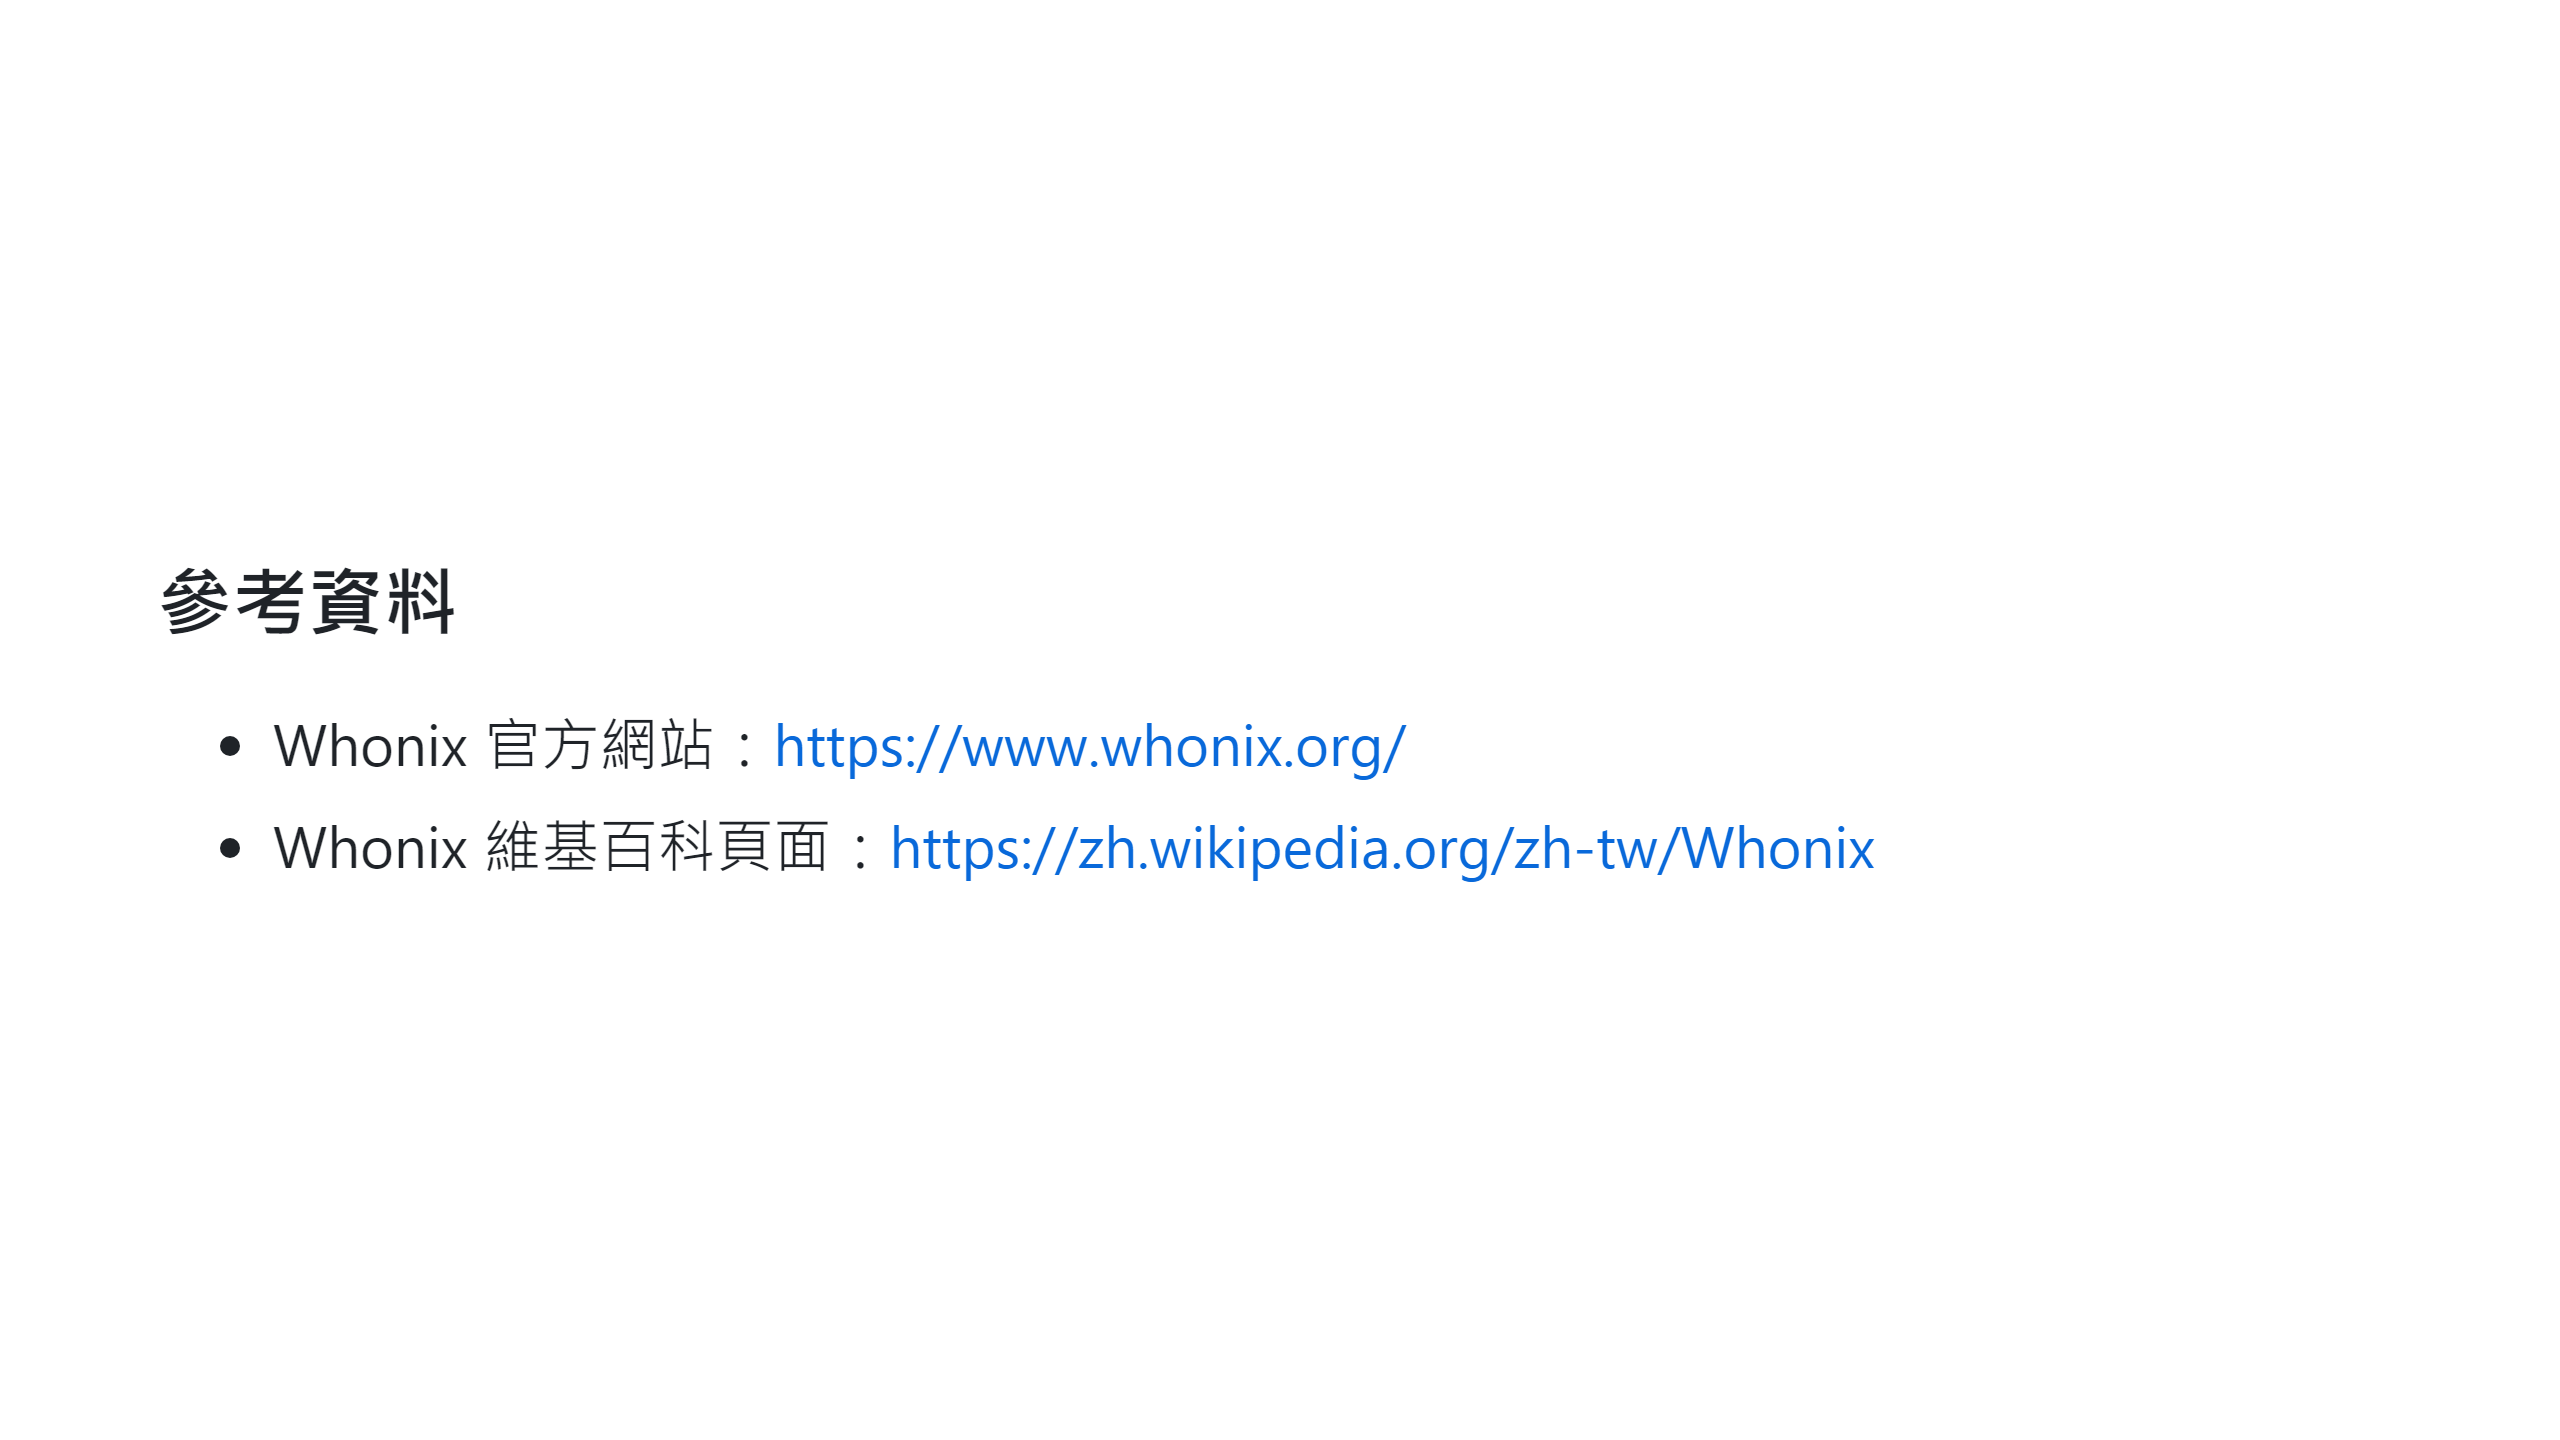 參考資料
• Whonix 官方網站：https://www.whonix.org/
• Whonix 維基百科頁面：https://zh.wikipedia.org/zh-tw/Whonix